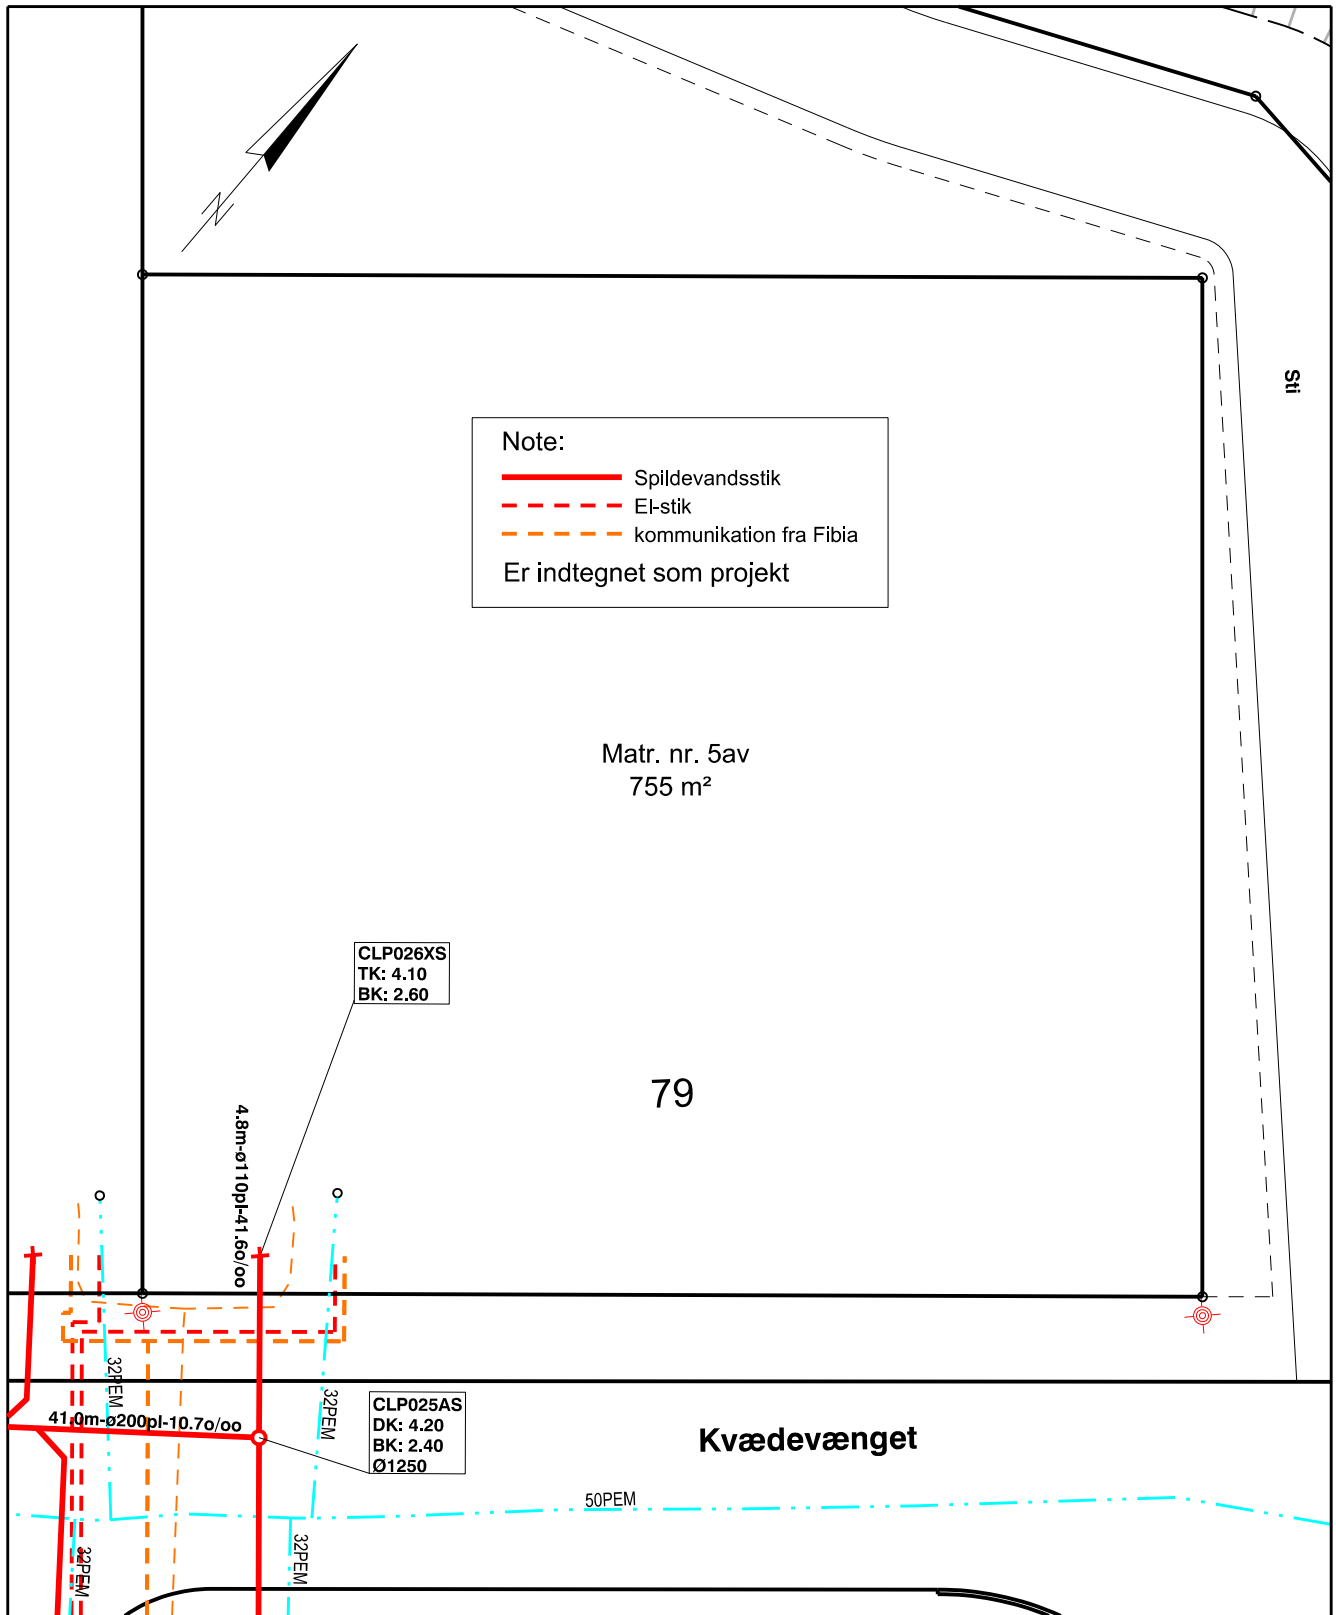 N
Sti
Note:
Spildevandsstik
El-stik
kommunikation fra Fibia
Er indtegnet som projekt
Matr. nr. 5av
755 m²
CLP026XS
TK: 4.10
BK: 2.60
79
4.8m-ø110pl-41.6o/oo
32PEM
32PEM
41.0m-ø200pl-10.7o/oo
CLP025AS
DK: 4.20
BK: 2.40
Ø1250
Kvædevænget
50PEM
32PEM
32PEM